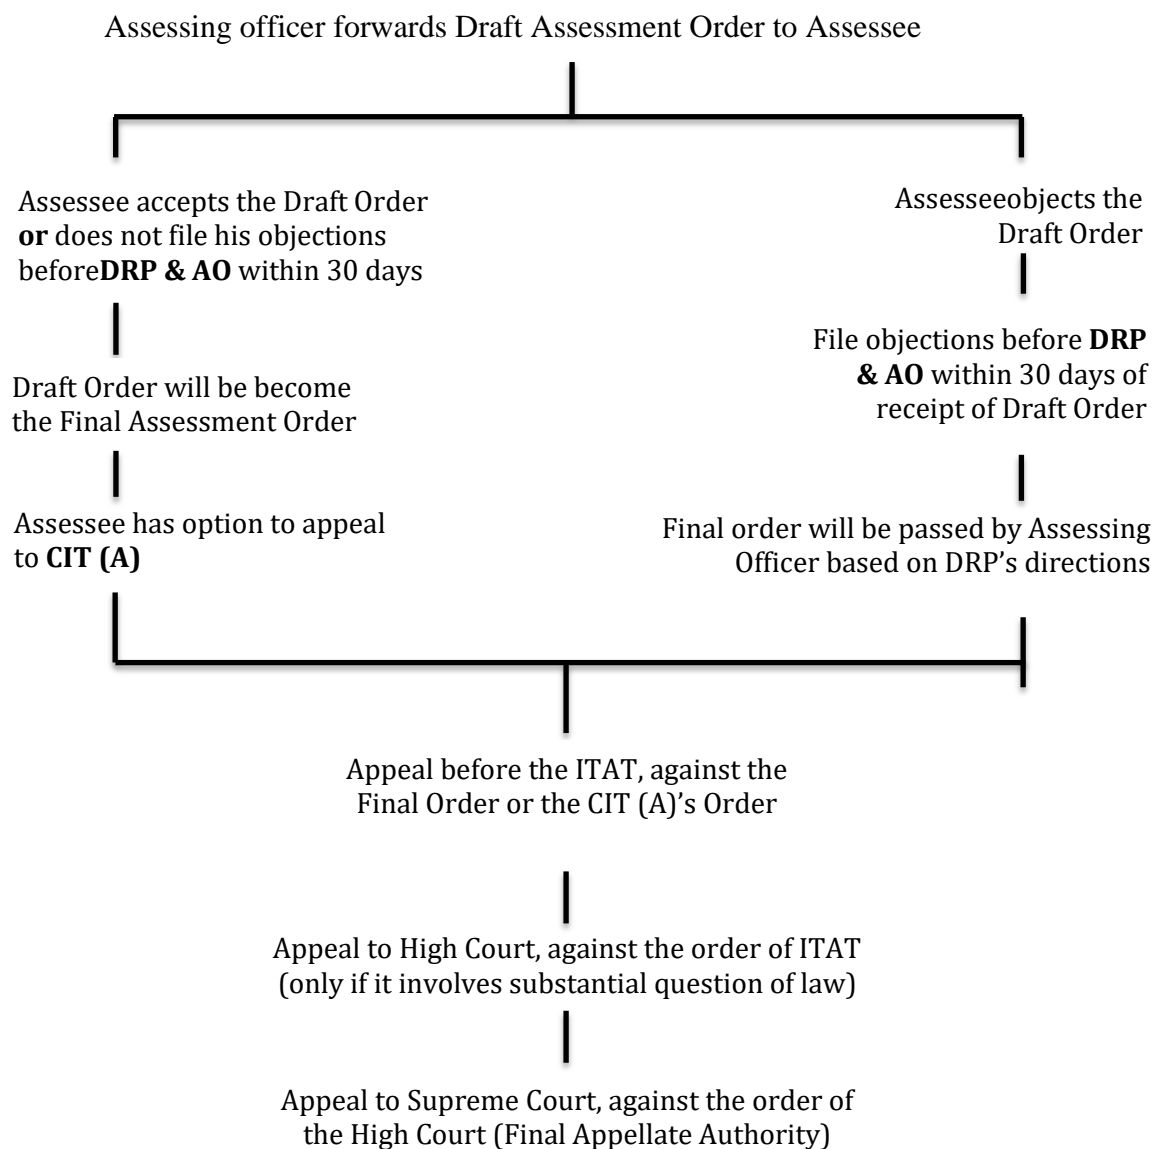 Assessing officer forwards Draft Assessment Order to Assessee
Assessee accepts the Draft Order
or does not file his objections
beforeDRP & AO within 30 days
Draft Order will be become
the Final Assessment Order
Assessee has option to appeal
to CIT (A)
Assesseeobjects the
Draft Order
File objections before DRP
& AO within 30 days of
receipt of Draft Order
Final order will be passed by Assessing
Officer based on DRP’s directions
Appeal before the ITAT, against the
Final Order or the CIT (A)’s Order
Appeal to High Court, against the order of ITAT
(only if it involves substantial question of law)
Appeal to Supreme Court, against the order of
the High Court (Final Appellate Authority)